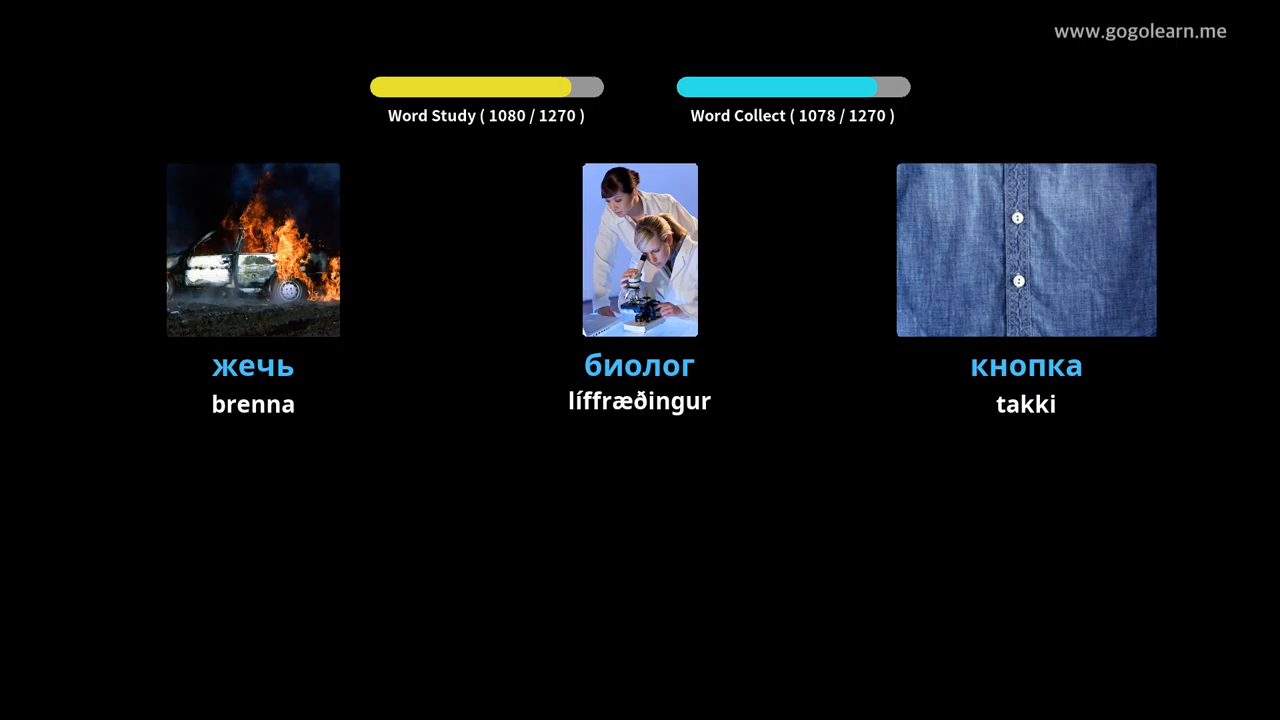 www.gogolearn.me
Word Study ( 1080 / 1270 )
Word Collect ( 1078 / 1270 )
жечь
биолог
кнопка
brenna
líffræðingur
takki